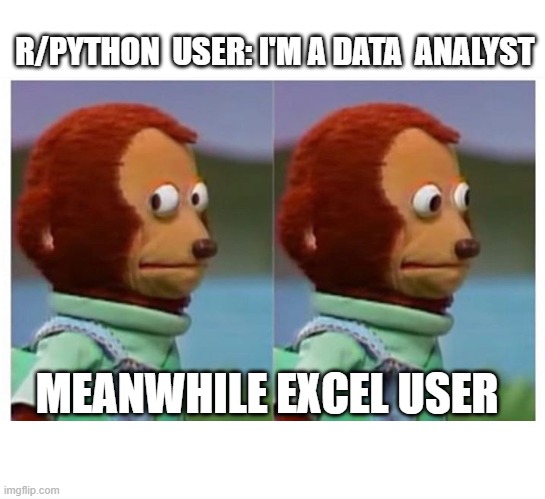 R/PYTHON USER: I'M A DATA ANALYST
MEANWHILE EXCEL USER
imgflip.com